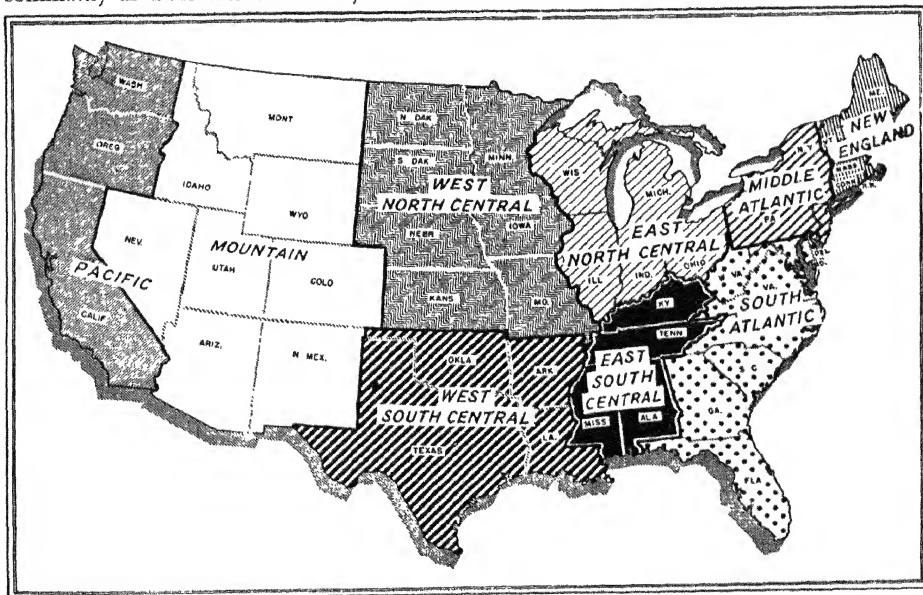 WASH
OREG
CALIF.
PACIFIC
NEV.
IDAHO
MONT
WYO
MOUNTAIN
UTAH
COLO
ARIZ.
N MEX.
N DAK
S DAK
MINN.
WEST
NORTH CENTRAL
NEBR
IOWA
KANS
MO.
OKLA
ARK
WEST
SOUTH CENTRAL
TEXAS
LA.
WIS
MICH.
EAST
NORTH CENTRAL
ILL
IND.
OHIO
KY
TENN
EAST
SOUTH
CENTRAL
MISS
ALA
ME.
NEW
ENGLAND
N.Y.
MIDDLE
ATLANTIC
PA
VA.
SOUTH
ATLANTIC
S C
GA.
FLA